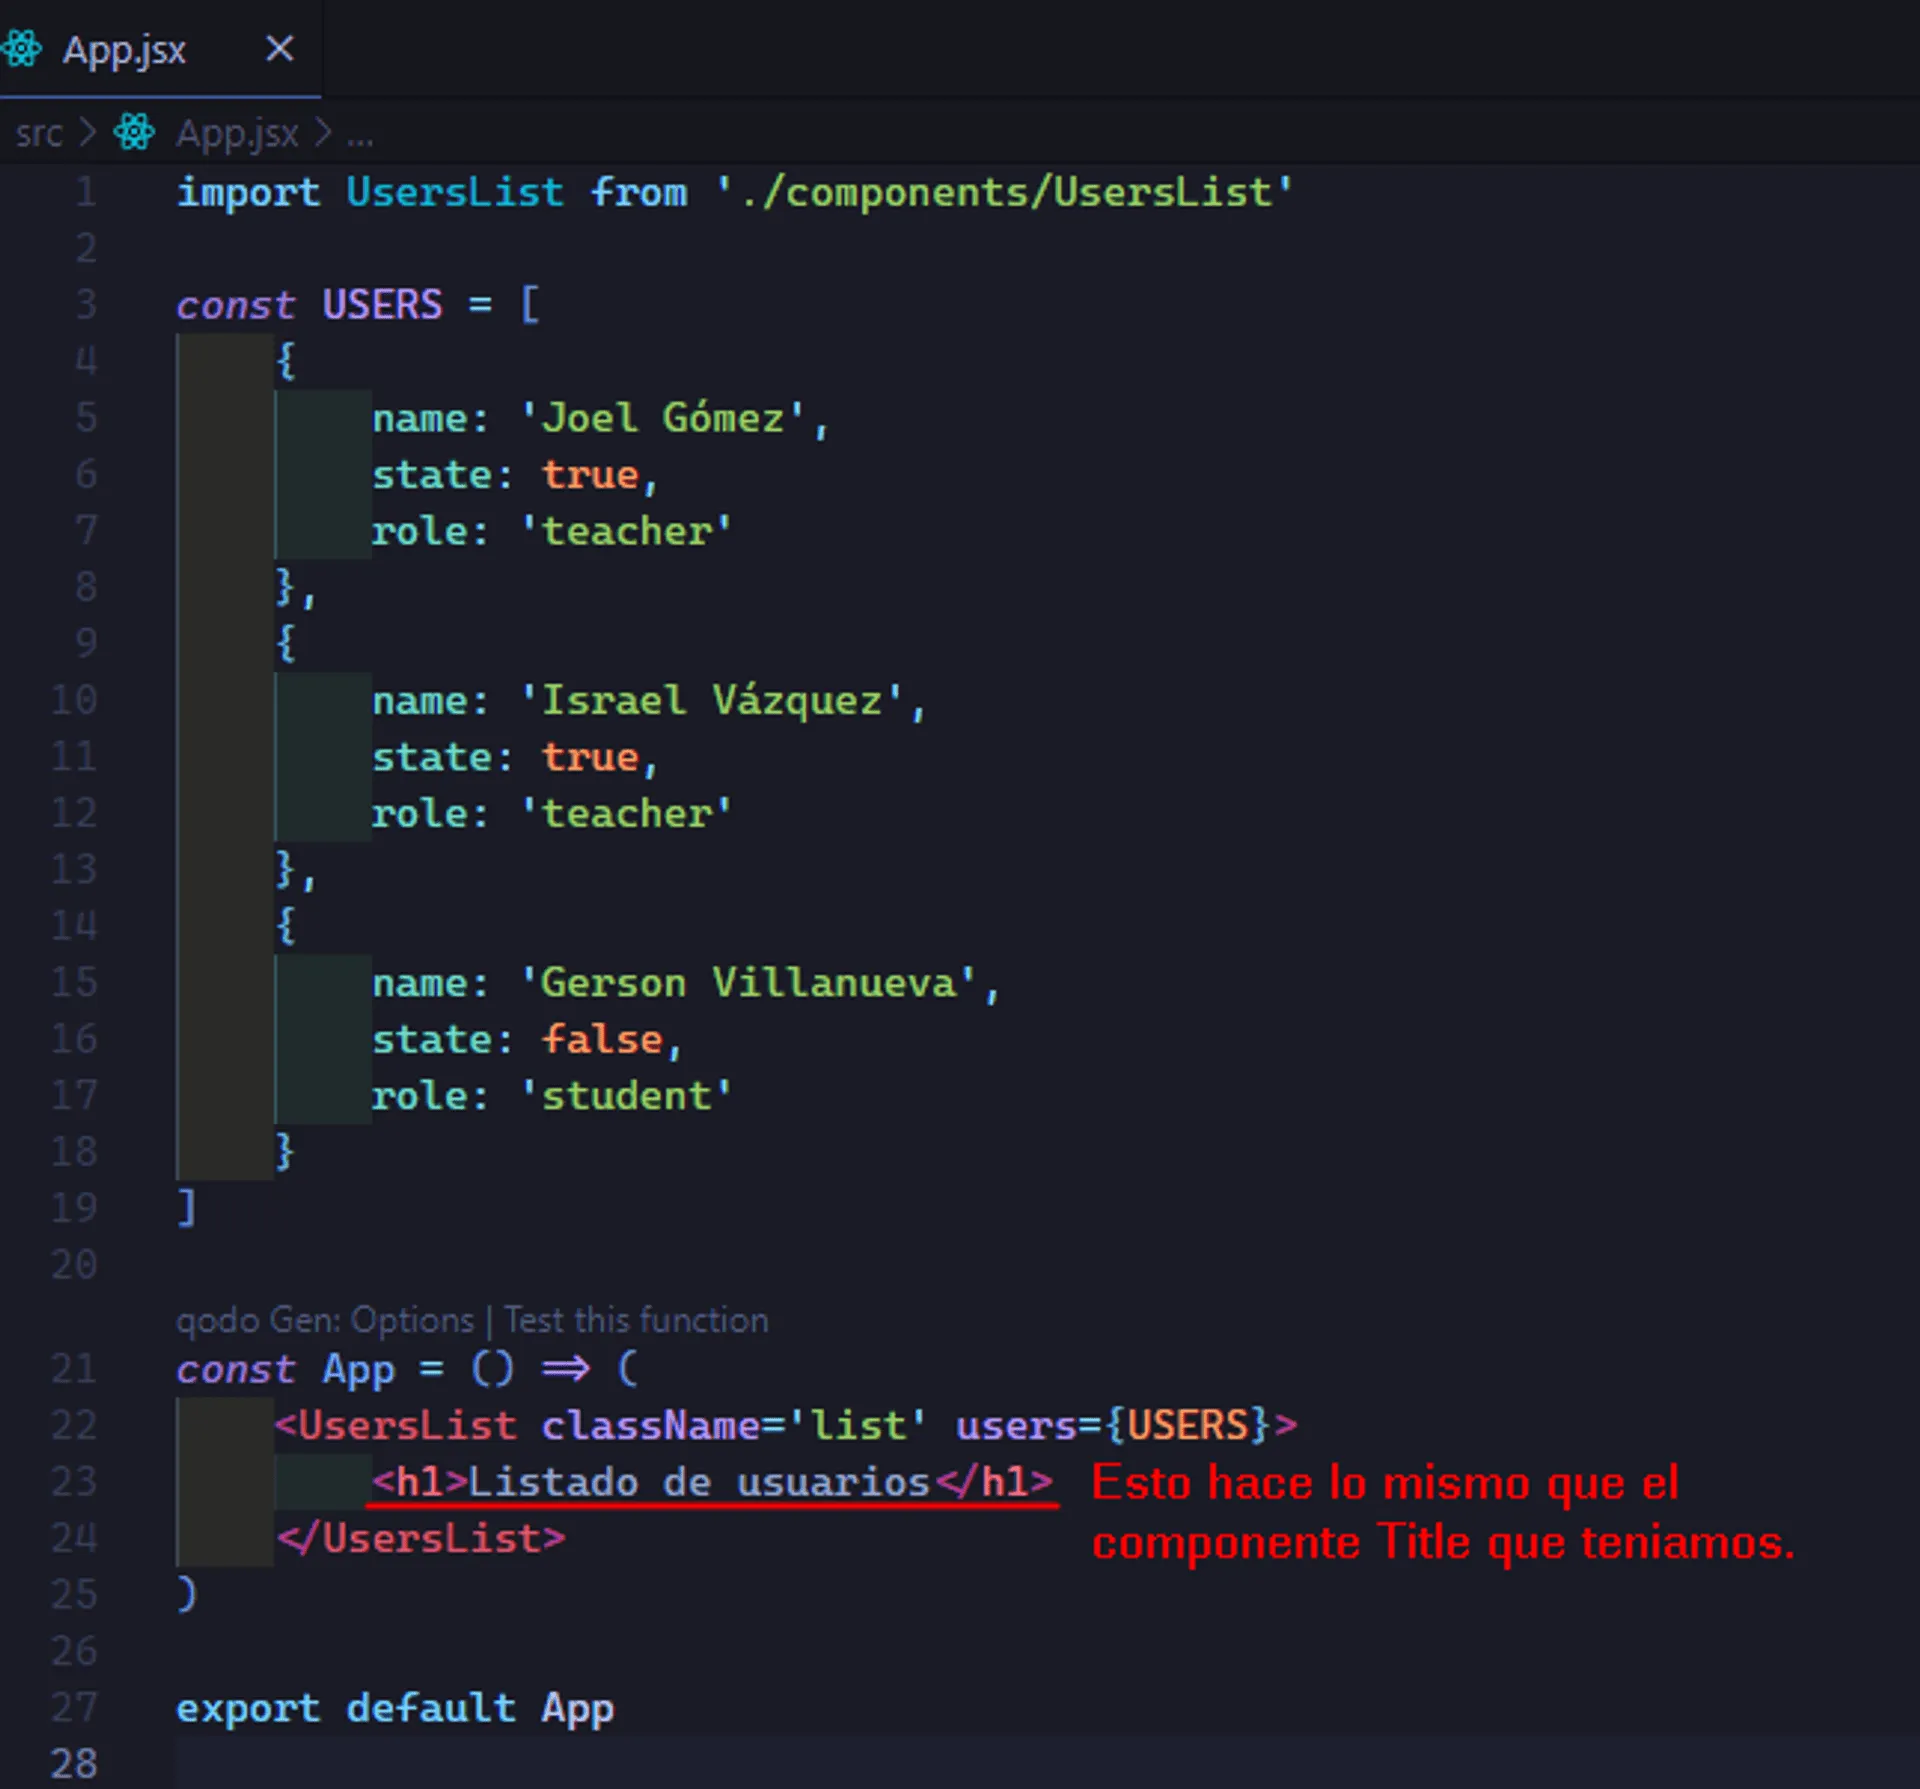 App.jsx ✕
src > App.jsx > ...
1 import UsersList from './components/UsersList'
2
3 const USERS = [
4 {
5 name: 'Joel Gómez',
6 state: true,
7 role: 'teacher'
8 },
9 {
10 name: 'Israel Vázquez',
11 state: true,
12 role: 'teacher'
13 },
14 {
15 name: 'Gerson Villanueva',
16 state: false,
17 role: 'student'
18 }
19 ]
20
qodo Gen: Options | Test this function
21 const App = () => (
22 <UsersList className='list' users={USERS}>
23 <h1>Listado de usuarios</h1> Esto hace lo mismo que el
componente Title que teniamos.
24 </UsersList>
25 )
26
27 export default App
28